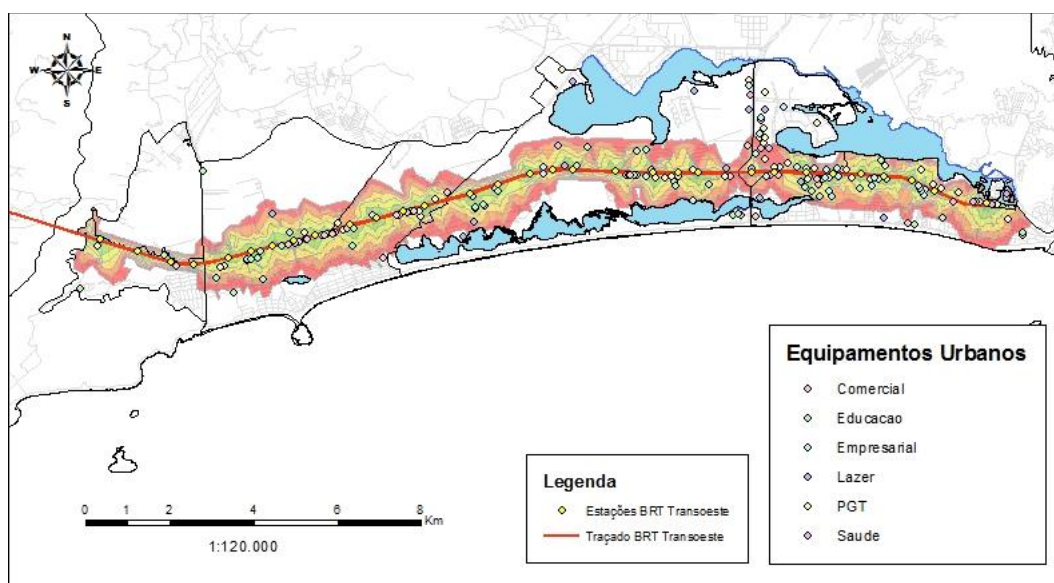 N
W E
S
Equipamentos Urbanos
Comercial
Educacao
Empresarial
Lazer
PGT
Saude
Legenda
Estações BRT Transoeste
Traçado BRT Transoeste
0 1 2 4 6 8
Km
1:120.000